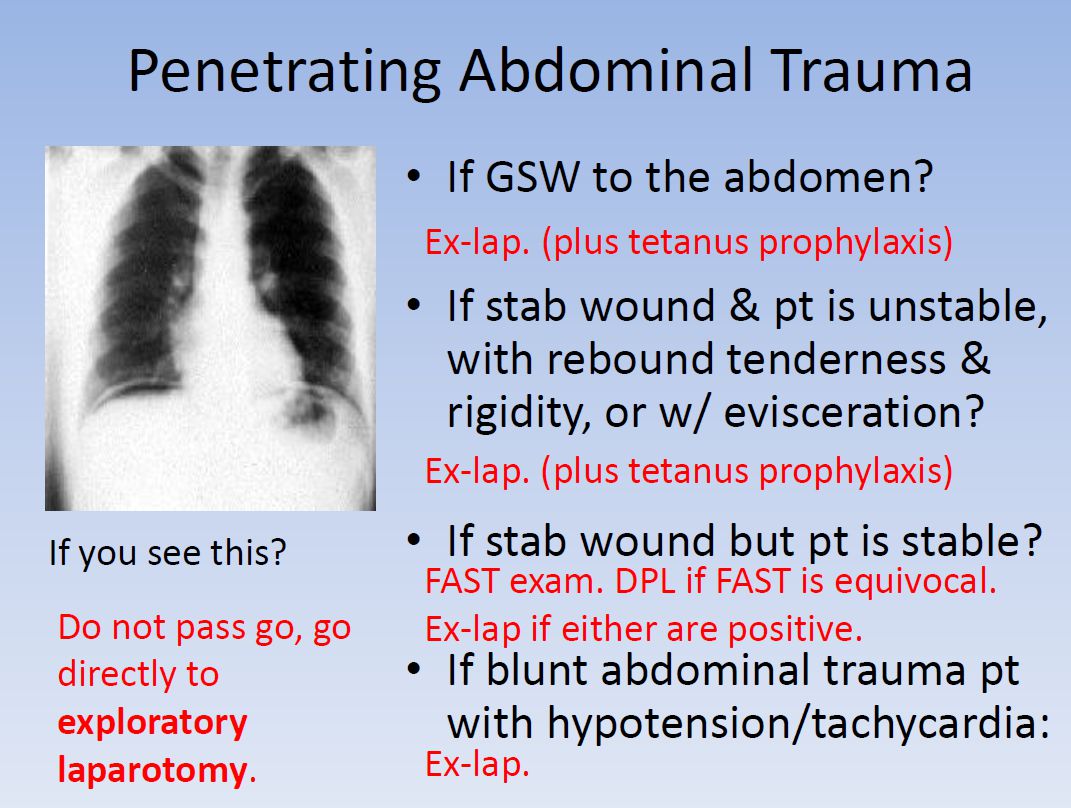 Penetrating Abdominal Trauma
If you see this?
Do not pass go, go
directly to
exploratory
laparotomy.
• If GSW to the abdomen?
Ex-lap. (plus tetanus prophylaxis)
• If stab wound & pt is unstable,
with rebound tenderness &
rigidity, or w/ evisceration?
Ex-lap. (plus tetanus prophylaxis)
• If stab wound but pt is stable?
FAST exam. DPL if FAST is equivocal.
Ex-lap if either are positive.
• If blunt abdominal trauma pt
with hypotension/tachycardia:
Ex-lap.